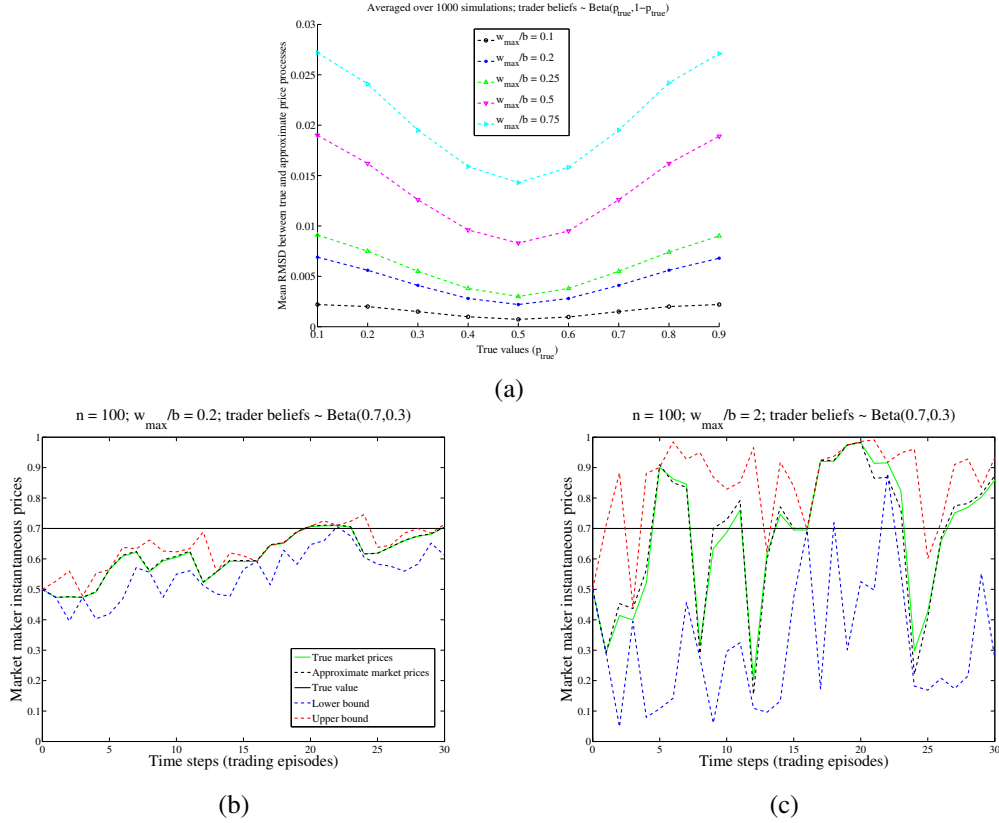 Averaged over 1000 simulations; trader beliefs ~ Beta(p_true,1−p_true)
Mean RMSD between true and approximate price processes
0.03
0.025
0.02
0.015
0.01
0.005
0
w_max/b = 0.1
w_max/b = 0.2
w_max/b = 0.25
w_max/b = 0.5
w_max/b = 0.75
0.1 0.2 0.3 0.4 0.5 0.6 0.7 0.8 0.9
True values (p_true)
(a)
n = 100; w_max/b = 0.2; trader beliefs ~ Beta(0.7,0.3)
Market maker instantaneous prices
1
0.9
0.8
0.7
0.6
0.5
0.4
0.3
0.2
0.1
0
True market prices
Approximate market prices
True value
Lower bound
Upper bound
0 5 10 15 20 25 30
Time steps (trading episodes)
(b)
n = 100; w_max/b = 2; trader beliefs ~ Beta(0.7,0.3)
Market maker instantaneous prices
1
0.9
0.8
0.7
0.6
0.5
0.4
0.3
0.2
0.1
0
0 5 10 15 20 25 30
Time steps (trading episodes)
(c)